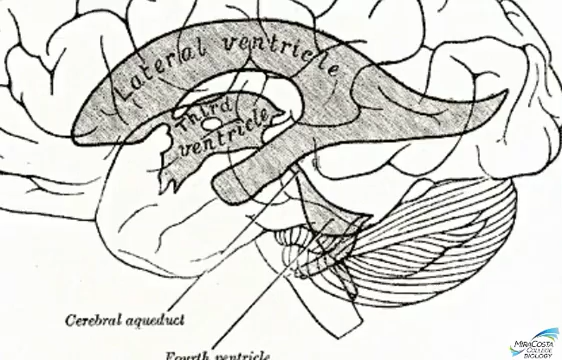 Lateral ventricle
Third
ventricle
Cerebral aqueduct
Fourth ventricle
MIRACOSTA
COLLEGE
BIOLOGY